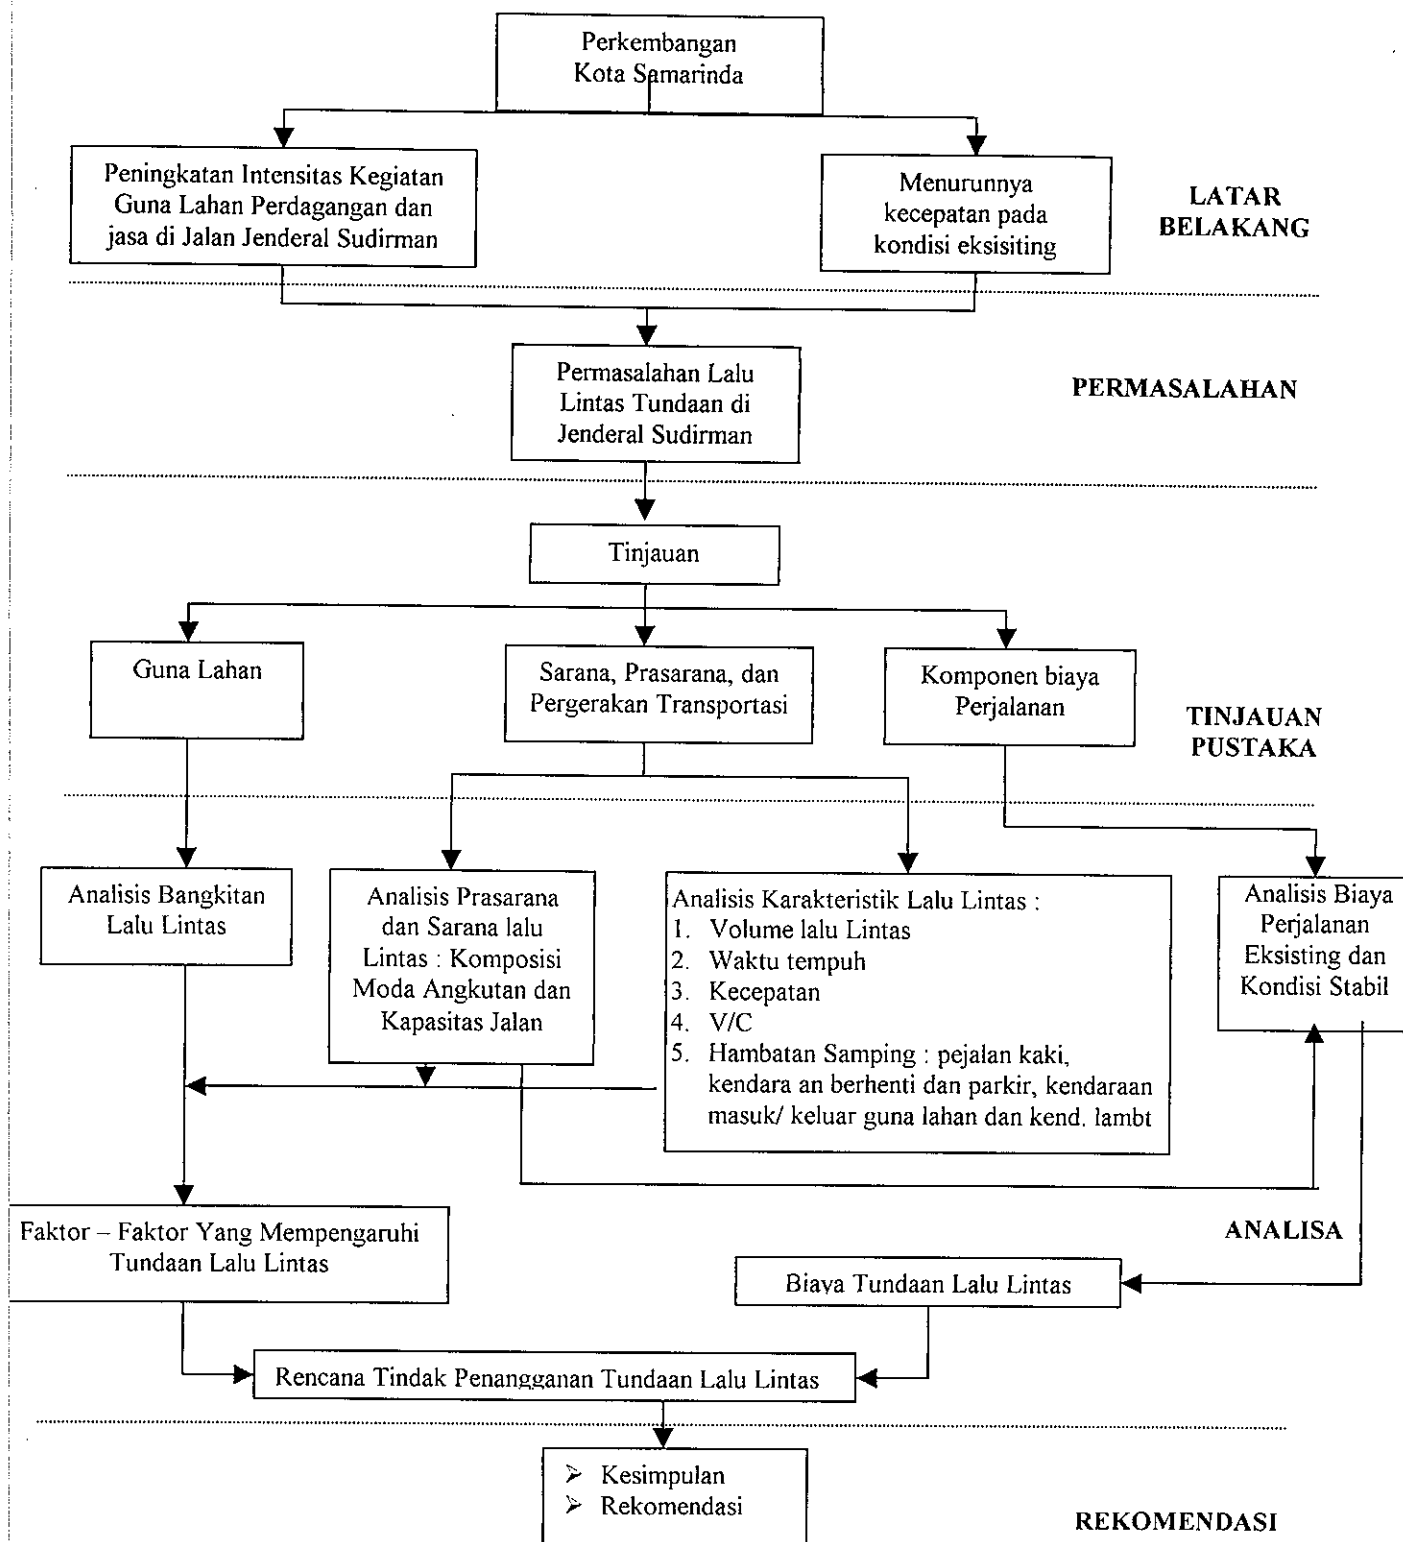 Perkembangan
Kota Samarinda
Peningkatan Intensitas Kegiatan
Guna Lahan Perdagangan dan
jasa di Jalan Jenderal Sudirman
Menurunnya
kecepatan pada
kondisi eksisiting
LATAR
BELAKANG
Permasalahan Lalu
Lintas Tundaan di
Jenderal Sudirman
PERMASALAHAN
Tinjauan
Guna Lahan
Sarana, Prasarana, dan
Pergerakan Transportasi
Komponen biaya
Perjalanan
TINJAUAN
PUSTAKA
Analisis Bangkitan
Lalu Lintas
Analisis Prasarana
dan Sarana lalu
Lintas : Komposisi
Moda Angkutan dan
Kapasitas Jalan
Analisis Karakteristik Lalu Lintas :
1. Volume lalu Lintas
2. Waktu tempuh
3. Kecepatan
4. V/C
5. Hambatan Samping : pejalan kaki,
kendara an berhenti dan parkir, kendaraan
masuk/ keluar guna lahan dan kend. lambt
Analisis Biaya
Perjalanan
Eksisting dan
Kondisi Stabil
Faktor – Faktor Yang Mempengaruhi
Tundaan Lalu Lintas
ANALISA
Biaya Tundaan Lalu Lintas
Rencana Tindak Penangganan Tundaan Lalu Lintas
➢ Kesimpulan
➢ Rekomendasi
REKOMENDASI